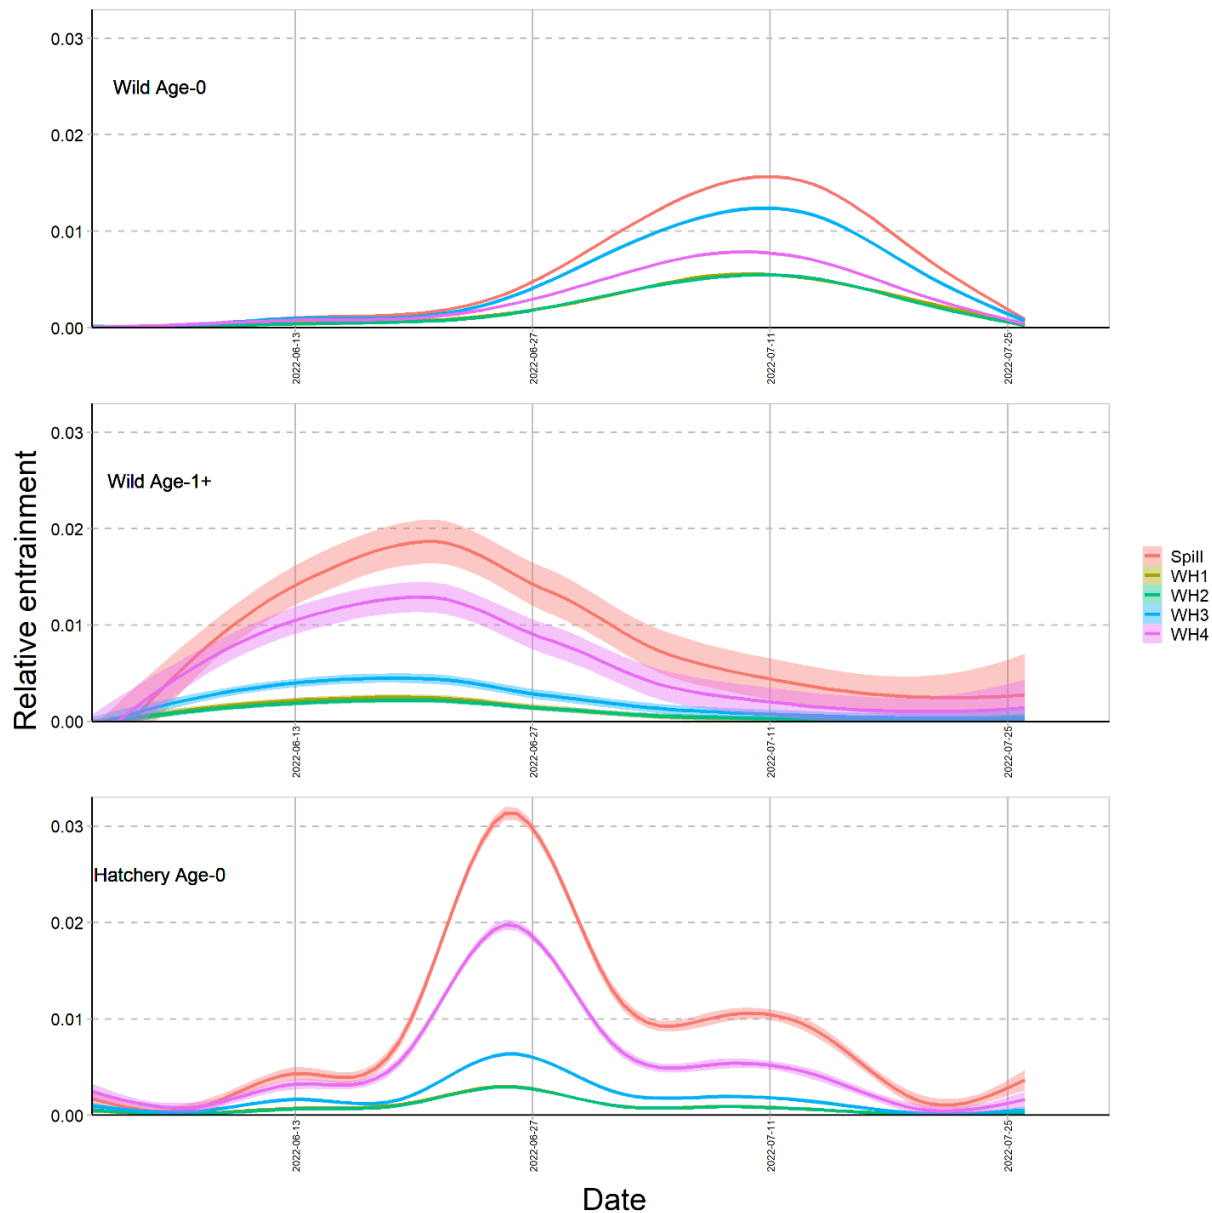 0.03
Wild Age-0
0.02
0.01
0.00
2022-06-13
2022-06-27
2022-07-11
2022-07-25
0.03
Wild Age-1+
0.02
0.01
0.00
2022-06-13
2022-06-27
2022-07-11
2022-07-25
Relative entrainment
Spill
WH1
WH2
WH3
WH4
0.03
Hatchery Age-0
0.02
0.01
0.00
2022-06-13
2022-06-27
2022-07-11
2022-07-25
Date